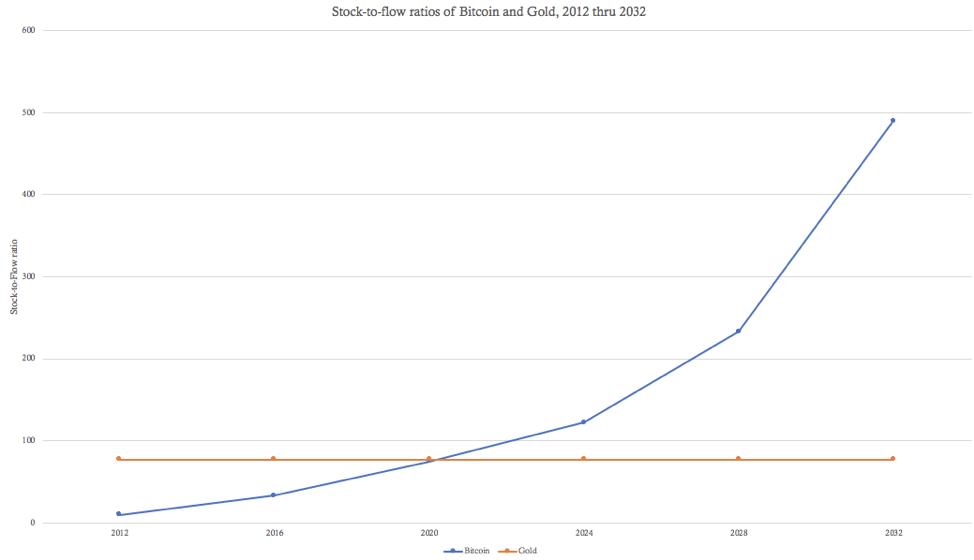 Stock-to-flow ratios of Bitcoin and Gold, 2012 thru 2032
600
500
400
300
200
100
0
Stock-to-Flow ratio
2012 2016 2020 2024 2028 2032
Bitcoin Gold